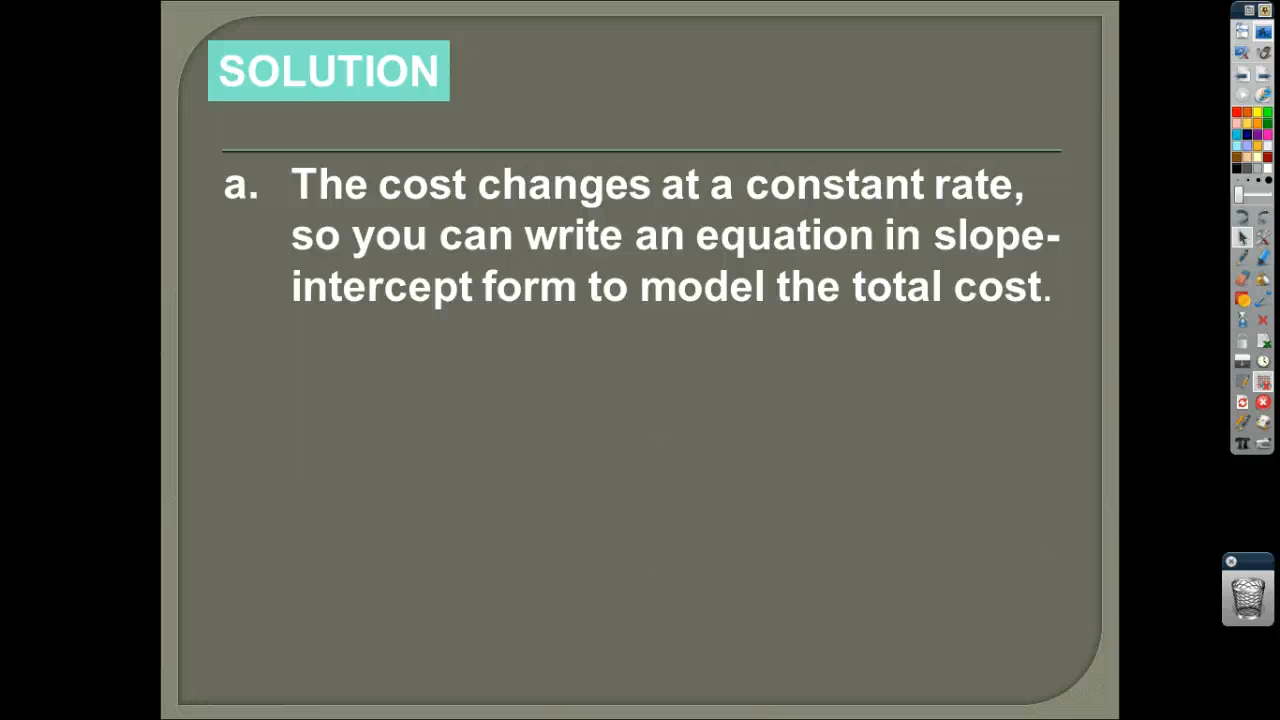 SOLUTION
a. The cost changes at a constant rate,
so you can write an equation in slope-
intercept form to model the total cost.